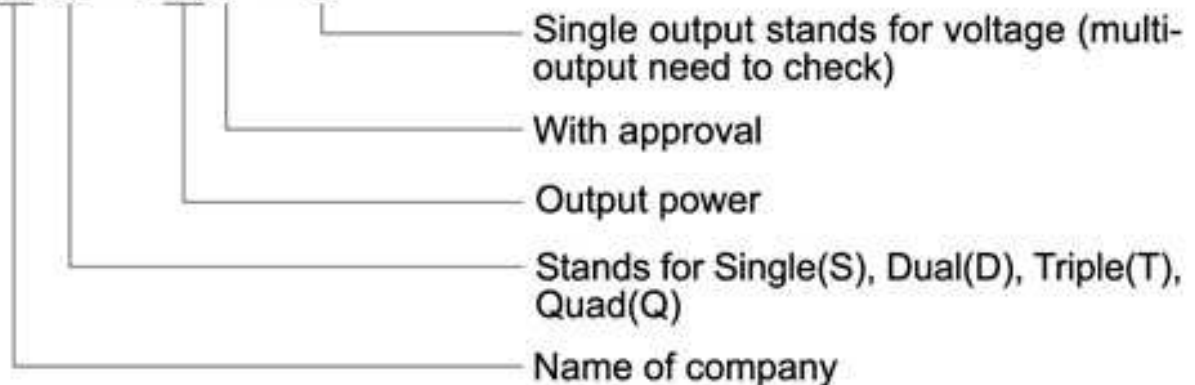 Single output stands for voltage (multi-
output need to check)
With approval
Output power
Stands for Single(S), Dual(D), Triple(T),
Quad(Q)
Name of company